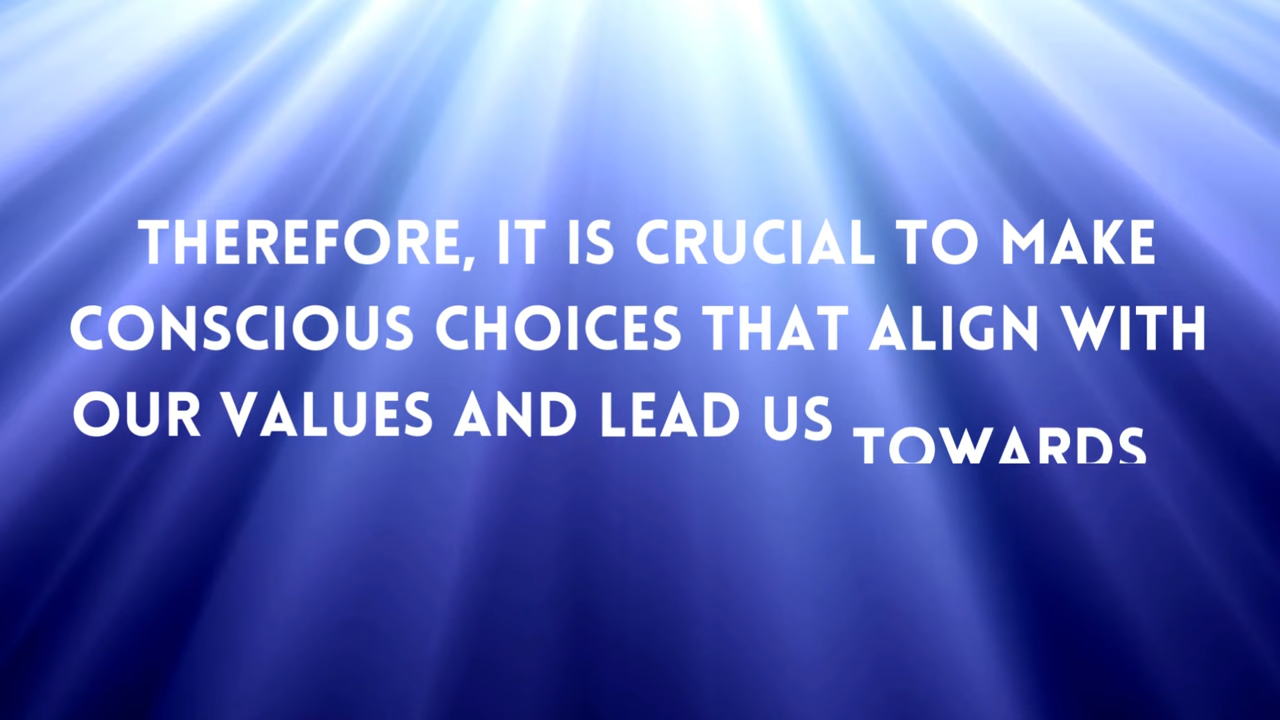 THEREFORE, IT IS CRUCIAL TO MAKE
CONSCIOUS CHOICES THAT ALIGN WITH
OUR VALUES AND LEAD US TOWARDS